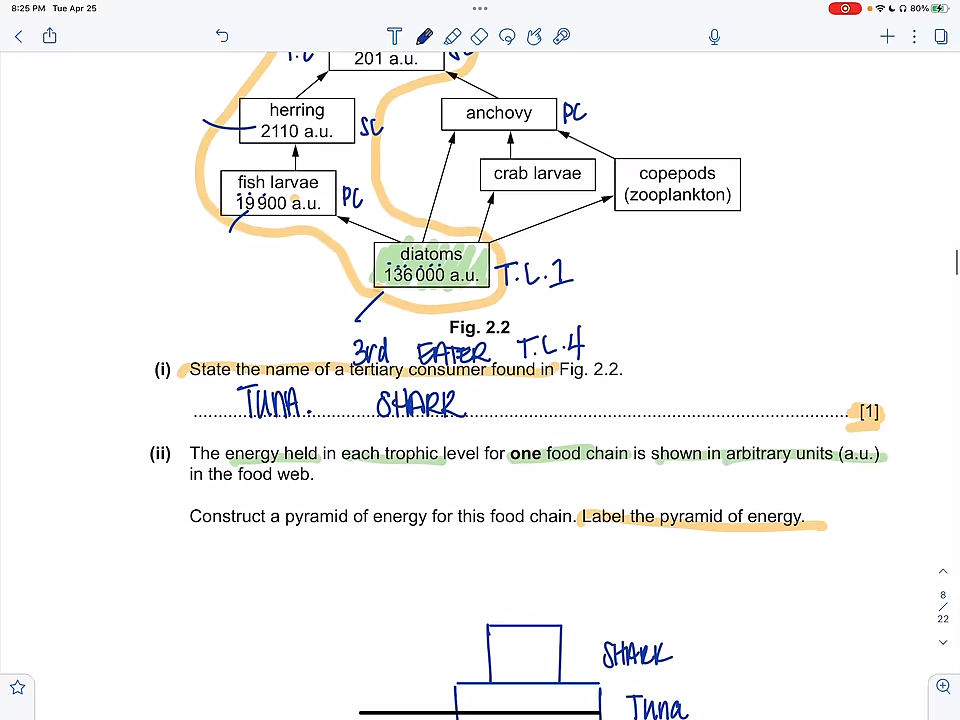 8:25 PM Tue Apr 25
80%
T
201 a.u.
herring
2110 a.u.
SC
anchovy
PC
fish larvae
19900 a.u.
PC
crab larvae
copepods
(zooplankton)
diatoms
136000 a.u.
T.L.1
Fig. 2.2
3rd EATER T.L.4
(i) State the name of a tertiary consumer found in Fig. 2.2.
TUNA. SHARK
[1]
(ii) The energy held in each trophic level for one food chain is shown in arbitrary units (a.u.)
in the food web.
Construct a pyramid of energy for this food chain. Label the pyramid of energy.
8
/
22
SHARK
Tuna